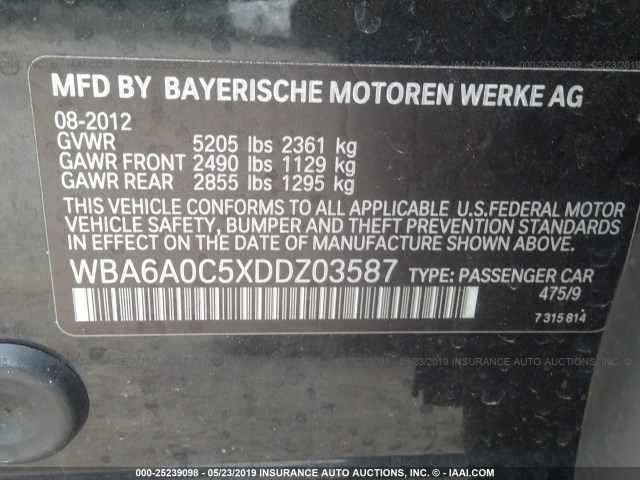 MFD BY BAYERISCHE MOTOREN WERKE AG
08-2012
GVWR 5205 lbs 2361 kg
GAWR FRONT 2490 lbs 1129 kg
GAWR REAR 2855 lbs 1295 kg
THIS VEHICLE CONFORMS TO ALL APPLICABLE U.S.FEDERAL MOTOR
VEHICLE SAFETY, BUMPER AND THEFT PREVENTION STANDARDS
IN EFFECT ON THE DATE OF MANUFACTURE SHOWN ABOVE.
WBA6A0C5XDDZ03587 TYPE: PASSENGER CAR
475/9
7 315 814
000-25239098 - 05/23/2019 INSURANCE AUTO AUCTIONS, INC. - © IAAI.COM